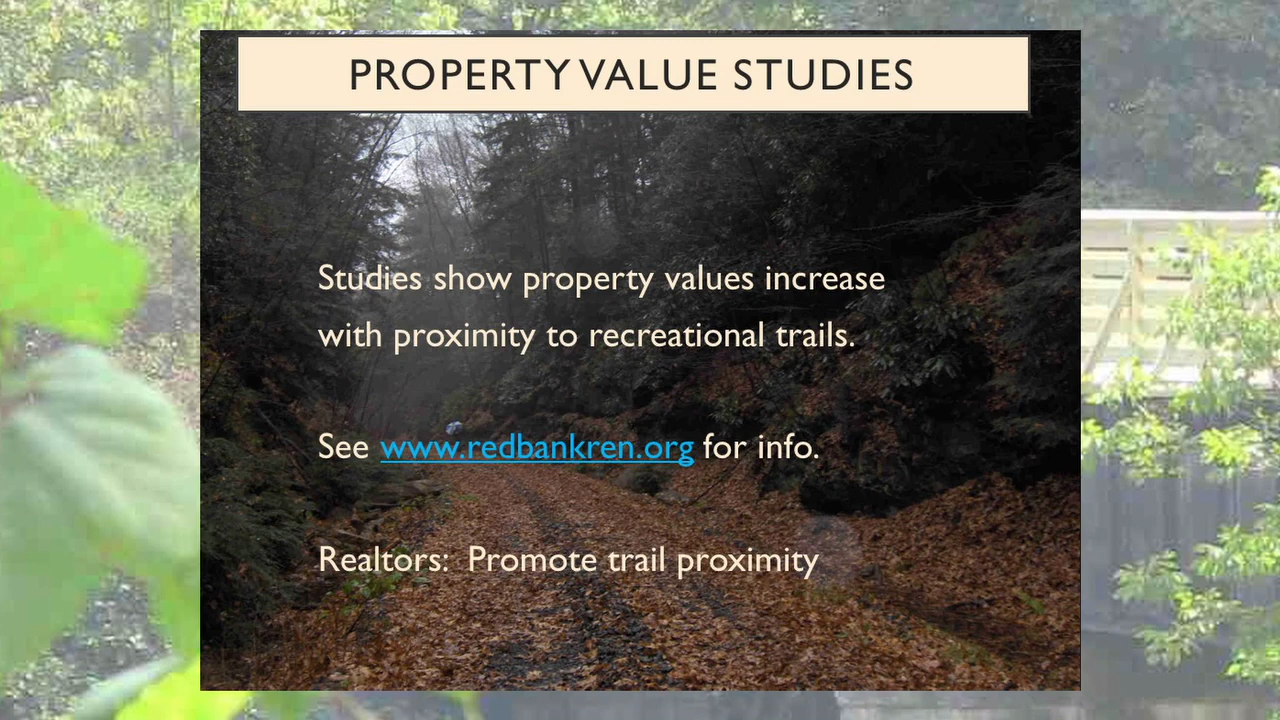 PROPERTY VALUE STUDIES
Studies show property values increase
with proximity to recreational trails.
See www.redbankren.org for info.
Realtors:  Promote trail proximity